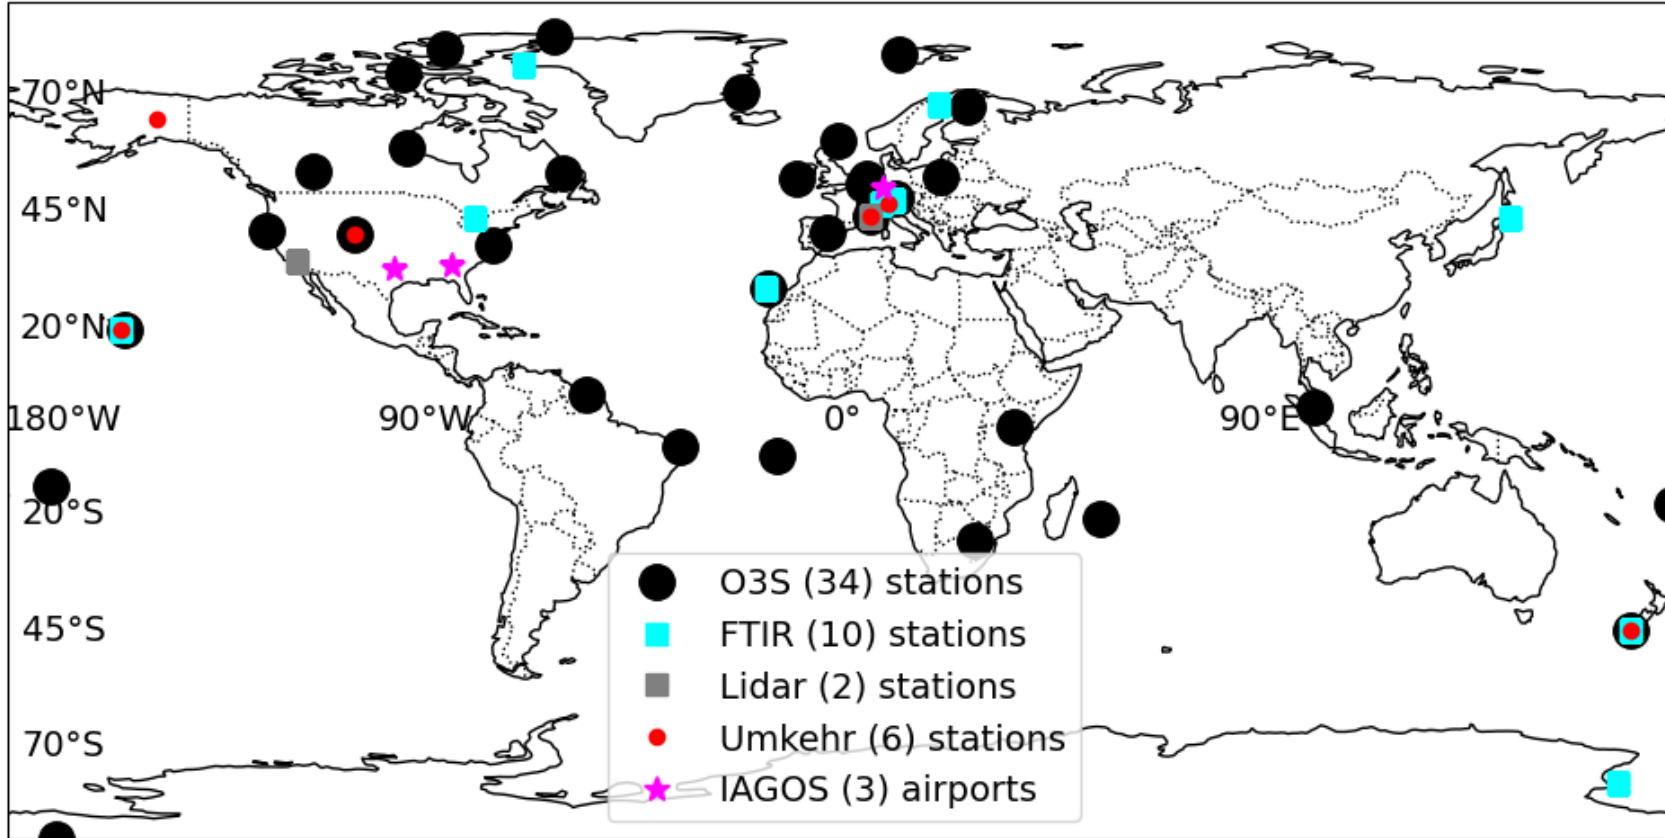 70°N
45°N
20°N
180°W 90°W 0° 90°E
20°S
45°S
70°S
O3S (34) stations
FTIR (10) stations
Lidar (2) stations
Umkehr (6) stations
IAGOS (3) airports